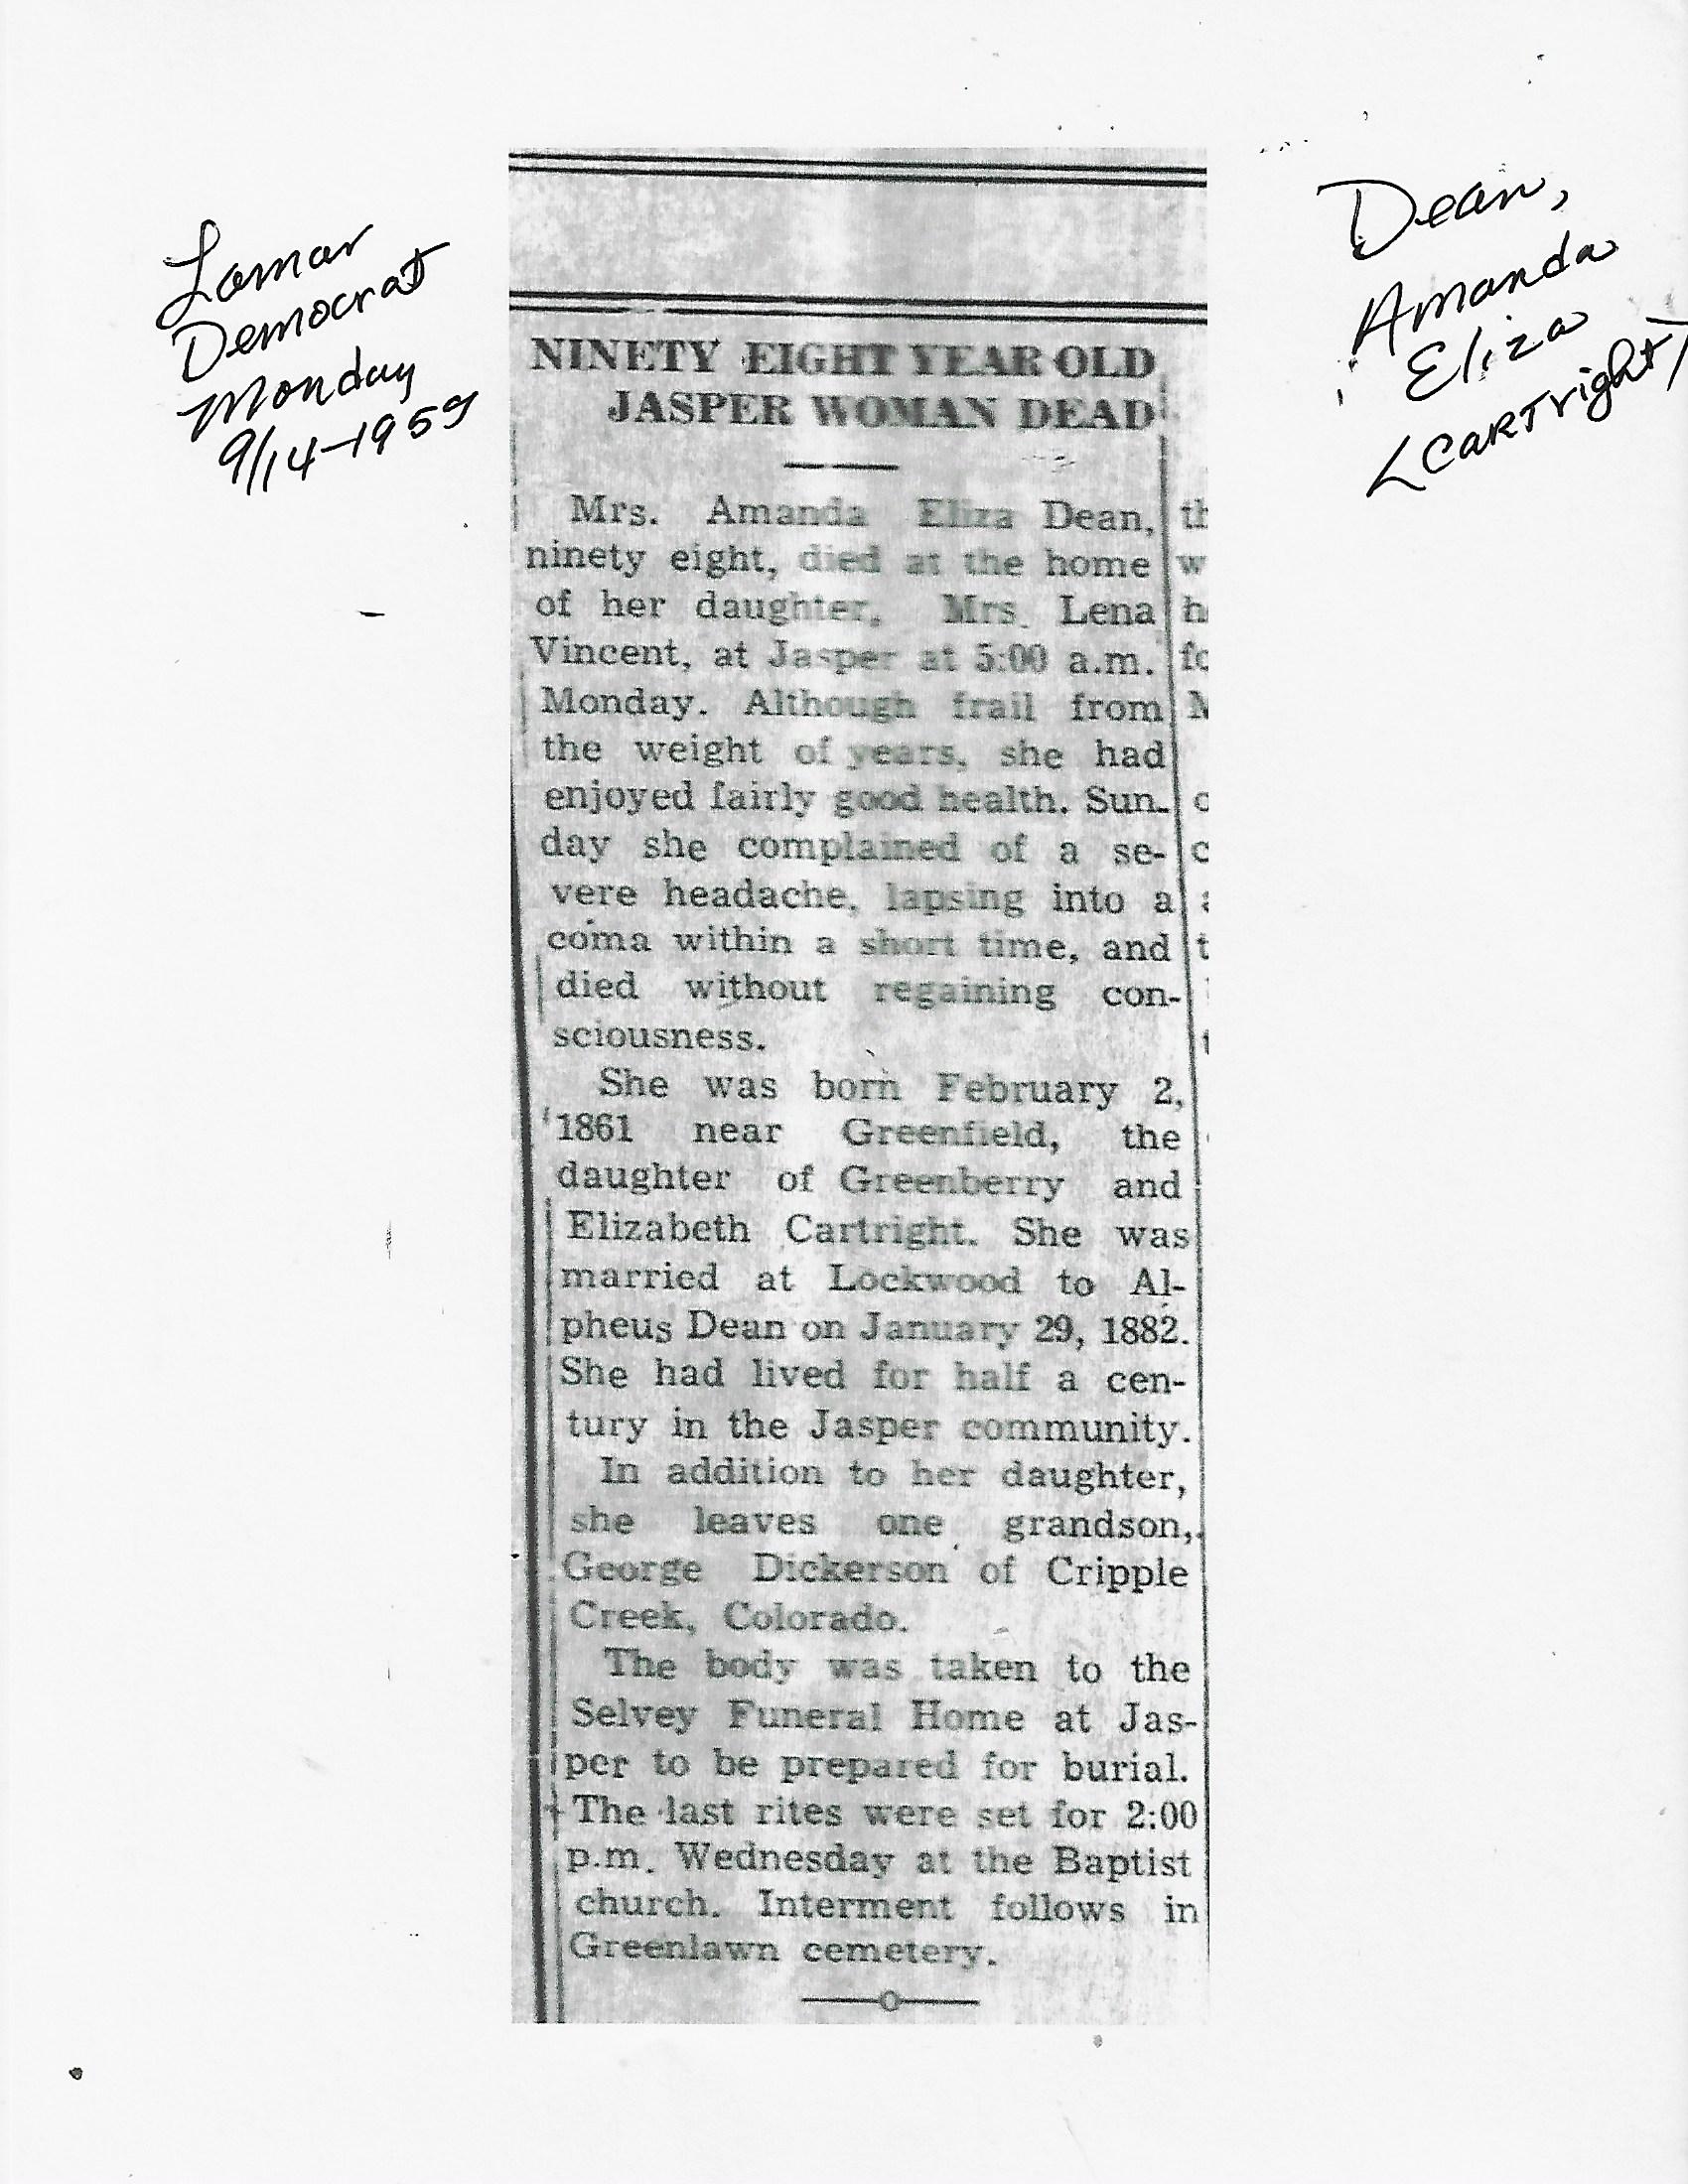 Lamar
Democrat
Monday
9/14-1959
Dean,
Amanda
Eliza
(Cartright)
NINETY EIGHT YEAR OLD
JASPER WOMAN DEAD
Mrs. Amanda Eliza Dean,
ninety eight, died at the home
of her daughter, Mrs. Lena
Vincent, at Jasper at 5:00 a.m.
Monday. Although frail from
the weight of years, she had
enjoyed fairly good health. Sun-
day she complained of a se-
vere headache, lapsing into a
coma within a short time, and
died without regaining con-
sciousness.
She was born February 2,
1861 near Greenfield, the
daughter of Greenberry and
Elizabeth Cartright. She was
married at Lockwood to Al-
pheus Dean on January 29, 1882.
She had lived for half a cen-
tury in the Jasper community.
In addition to her daughter,
she leaves one grandson,
George Dickerson of Cripple
Creek, Colorado.
The body was taken to the
Selvey Funeral Home at Jas-
per to be prepared for burial.
The last rites were set for 2:00
p.m. Wednesday at the Baptist
church. Interment follows in
Greenlawn cemetery.